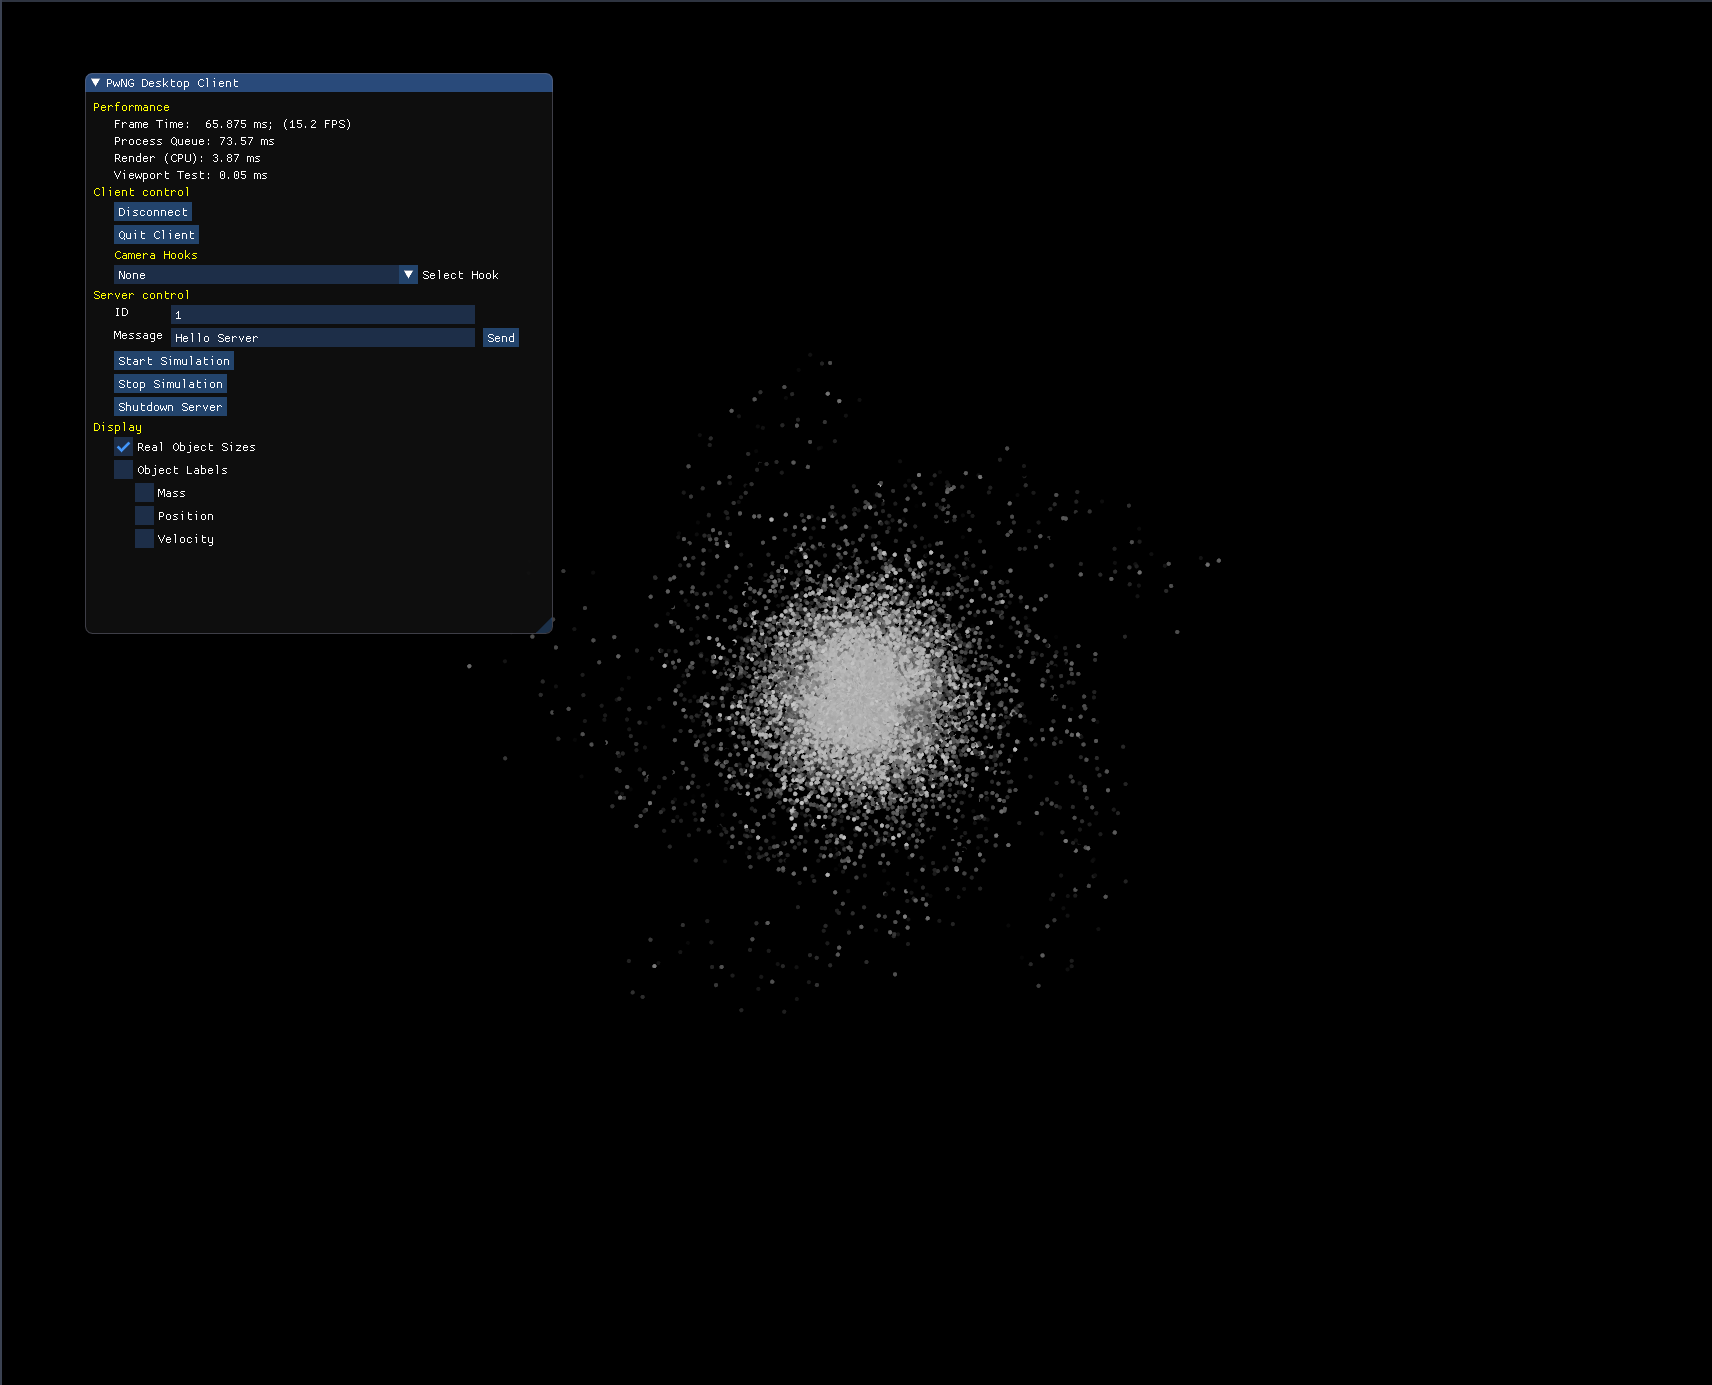 PwNG Desktop Client
Performance
Frame Time:  65.875 ms; (15.2 FPS)
Process Queue: 73.57 ms
Render (CPU): 3.87 ms
Viewport Test: 0.05 ms
Client control
Disconnect
Quit Client
Camera Hooks
None Select Hook
Server control
ID 1
Message Hello Server Send
Start Simulation
Stop Simulation
Shutdown Server
Display
Real Object Sizes
Object Labels
Mass
Position
Velocity